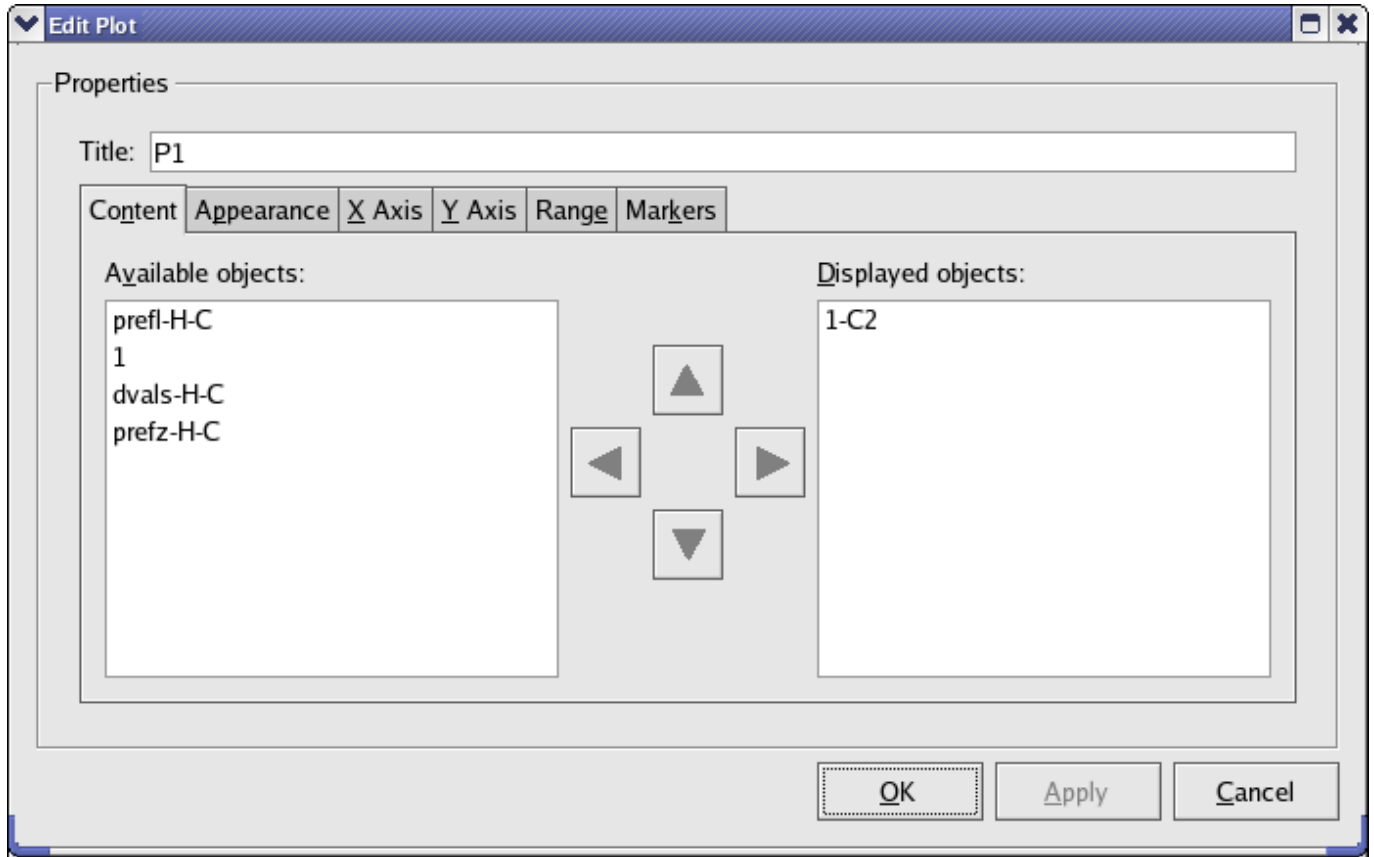 Edit Plot
Properties
Title: P1
Content Appearance X Axis Y Axis Range Markers
Available objects:
prefl-H-C
1
dvals-H-C
prefz-H-C
Displayed objects:
1-C2
OK Apply Cancel